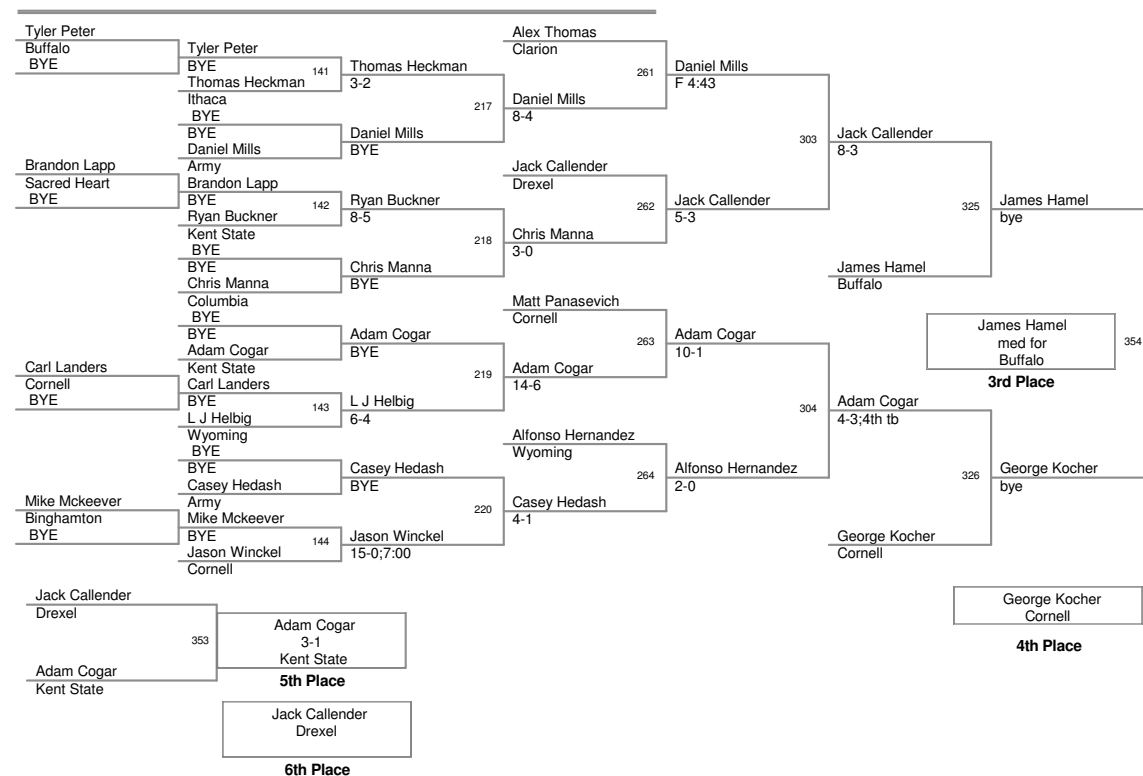 Tyler Peter
Buffalo
BYE
Brandon Lapp
Sacred Heart
BYE
Carl Landers
Cornell
BYE
Mike Mckeever
Binghamton
BYE
Tyler Peter
BYE
141
Thomas Heckman
Ithaca
BYE
BYE
Daniel Mills
Army
Brandon Lapp
BYE
142
Ryan Buckner
Kent State
BYE
BYE
Chris Manna
Columbia
BYE
BYE
Adam Cogar
Kent State
Carl Landers
BYE
143
L J Helbig
Wyoming
BYE
BYE
Casey Hedash
Army
Mike Mckeever
BYE
144
Jason Winckel
Cornell
Thomas Heckman
3-2
217
Daniel Mills
BYE
Ryan Buckner
8-5
218
Chris Manna
BYE
Adam Cogar
BYE
219
L J Helbig
6-4
Casey Hedash
BYE
220
Jason Winckel
15-0;7:00
Alex Thomas
Clarion
261
Daniel Mills
8-4
Jack Callender
Drexel
262
Chris Manna
3-0
Matt Panasevich
Cornell
263
Adam Cogar
14-6
Alfonso Hernandez
Wyoming
264
Casey Hedash
4-1
Daniel Mills
F 4:43
303
Jack Callender
5-3
Adam Cogar
10-1
304
Alfonso Hernandez
2-0
Jack Callender
8-3
325
James Hamel
Buffalo
Adam Cogar
4-3;4th tb
326
George Kocher
Cornell
James Hamel
bye
James Hamel
med for
Buffalo
354
3rd Place
George Kocher
bye
George Kocher
Cornell
4th Place
Jack Callender
Drexel
353
Adam Cogar
Kent State
Adam Cogar
3-1
Kent State
5th Place
Jack Callender
Drexel
6th Place